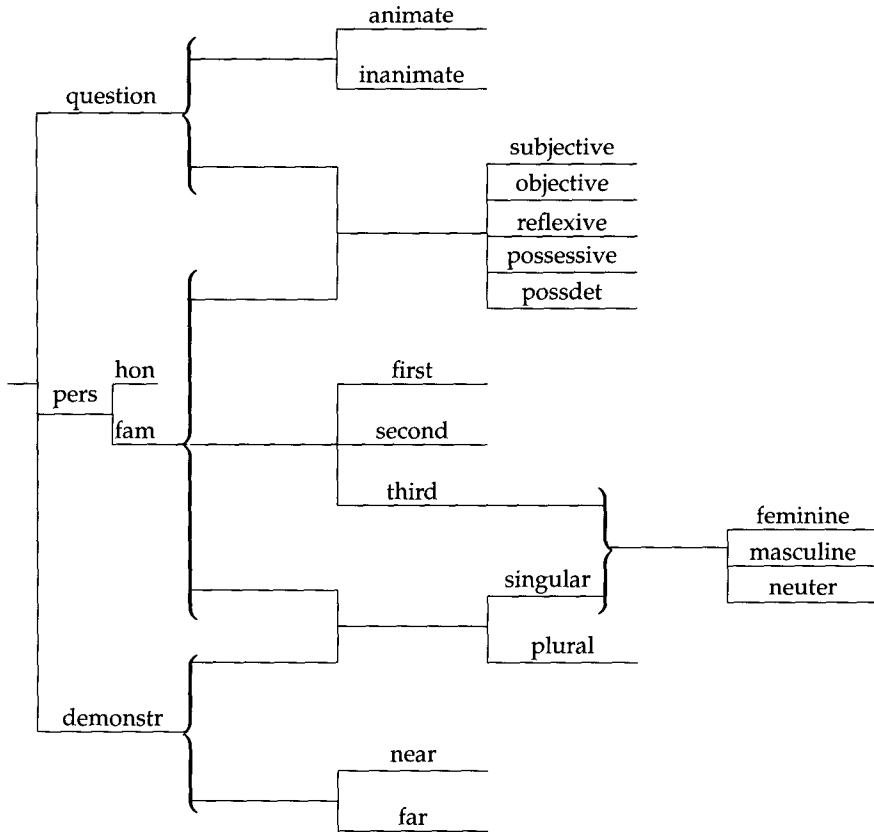 animate
inanimate
question
subjective
objective
reflexive
possessive
possdet
hon
first
pers
fam
second
third
feminine
masculine
singular
neuter
plural
demonstr
near
far